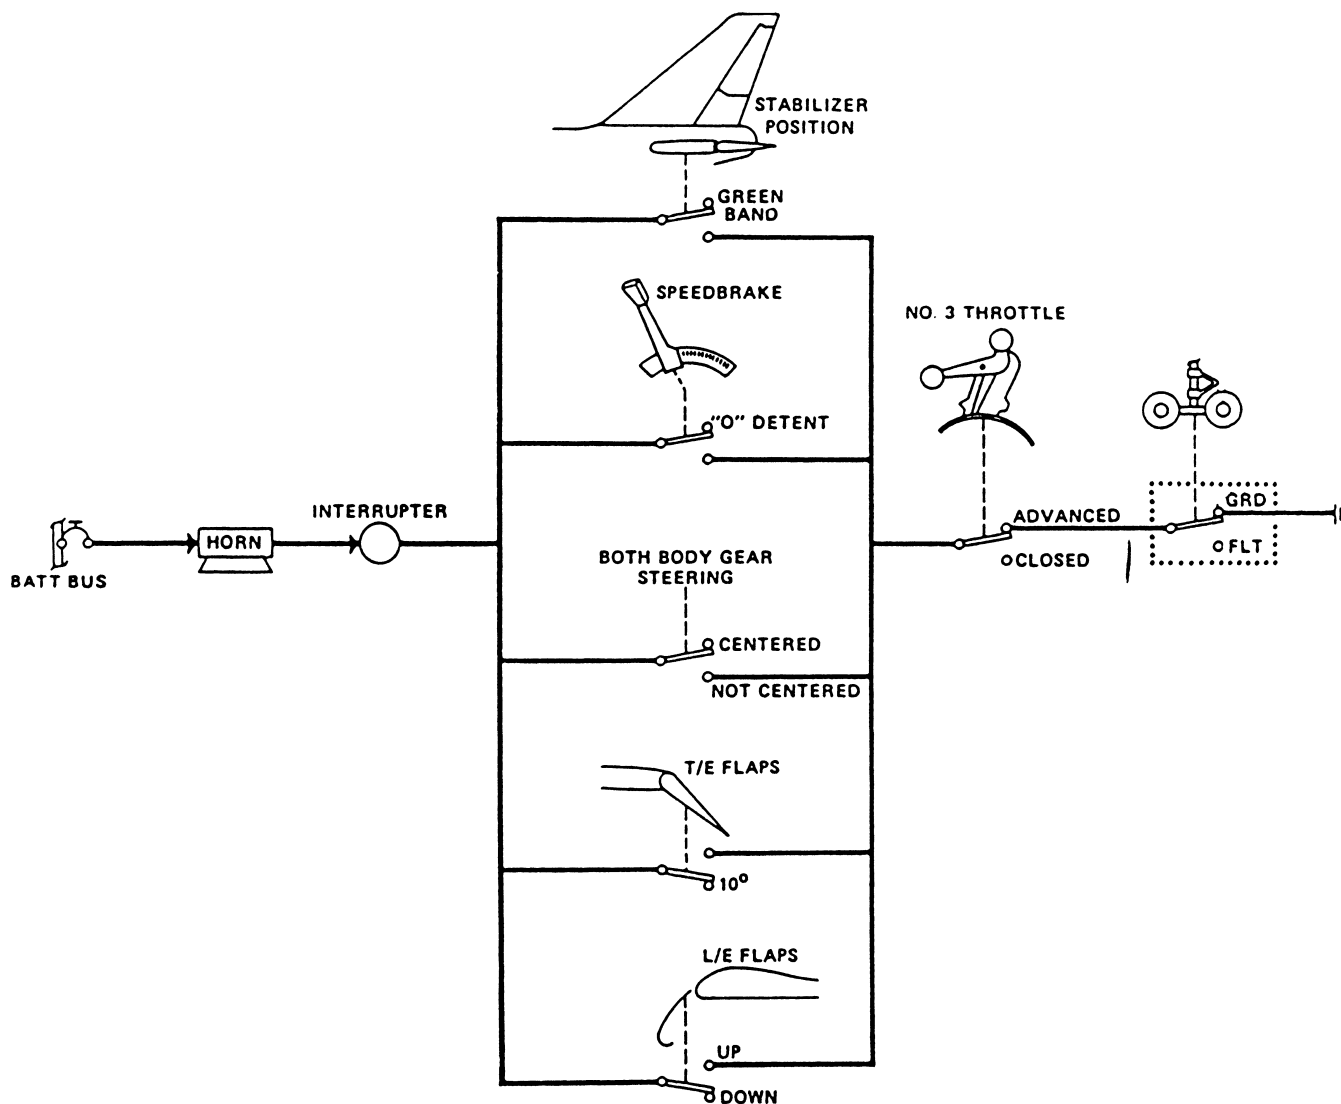 STABILIZER
POSITION
GREEN
BAND
SPEEDBRAKE
"O" DETENT
NO. 3 THROTTLE
INTERRUPTER
HORN
BATT BUS
BOTH BODY GEAR
STEERING
ADVANCED
CLOSED
GRD
FLT
CENTERED
NOT CENTERED
T/E FLAPS
10°
L/E FLAPS
UP
DOWN